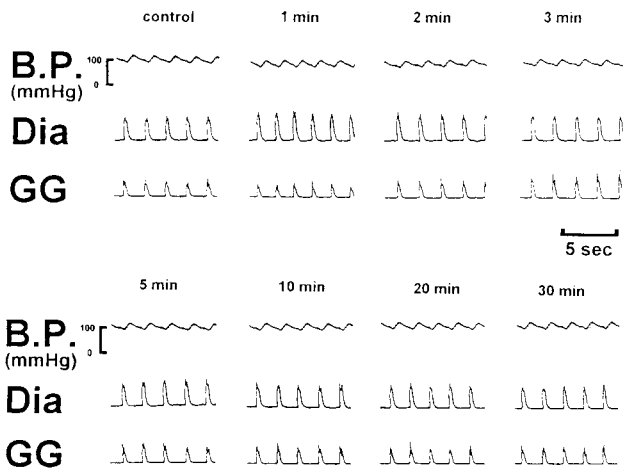 control 1 min 2 min 3 min
B.P. 100
(mmHg) 0
Dia
GG
5 sec
5 min 10 min 20 min 30 min
B.P. 100
(mmHg) 0
Dia
GG